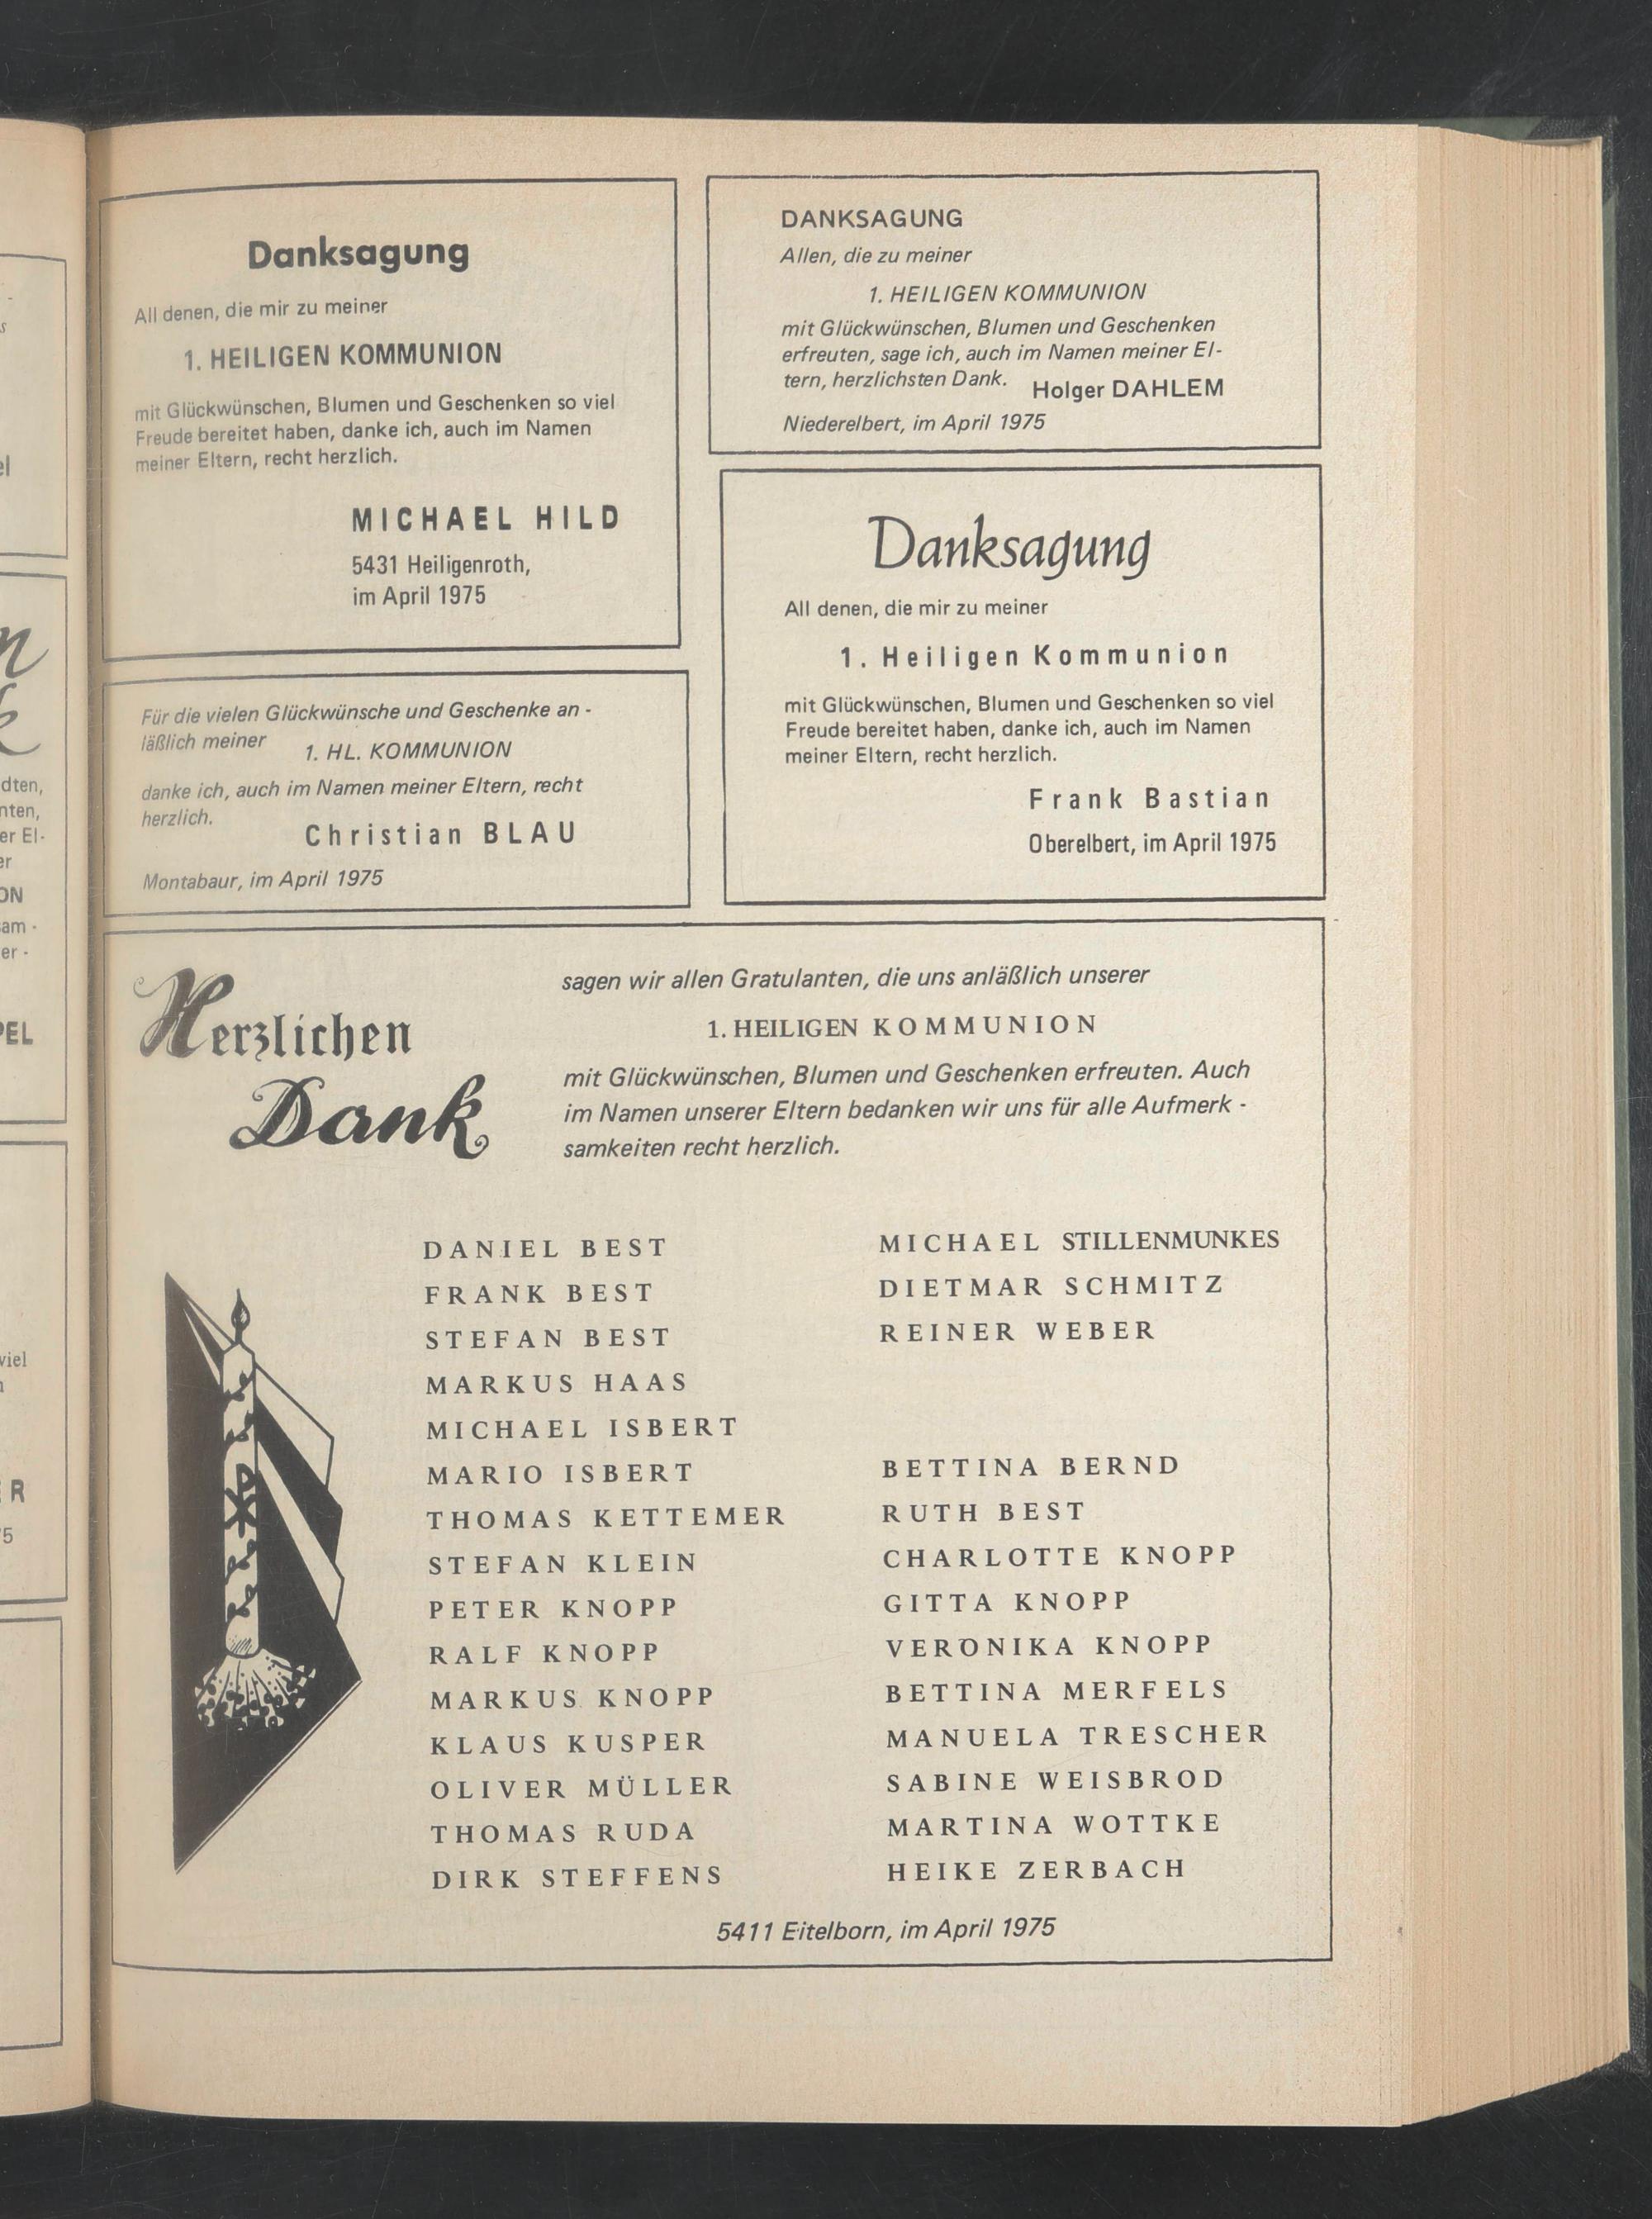 Danksagung
All denen, die mir zu meiner
1. HEILIGEN KOMMUNION
mit Glückwünschen, Blumen und Geschenken so viel
Freude bereitet haben, danke ich, auch im Namen
meiner Eltern, recht herzlich.
MICHAEL HILD
5431 Heiligenroth,
im April 1975
Für die vielen Glückwünsche und Geschenke an -
läßlich meiner
1. HL. KOMMUNION
danke ich, auch im Namen meiner Eltern, recht
herzlich.
Christian BLAU
Montabaur, im April 1975
DANKSAGUNG
Allen, die zu meiner
1. HEILIGEN KOMMUNION
mit Glückwünschen, Blumen und Geschenken
erfreuten, sage ich, auch im Namen meiner El-
tern, herzlichsten Dank.
Holger DAHLEM
Niederelbert, im April 1975
Danksagung
All denen, die mir zu meiner
1. Heiligen Kommunion
mit Glückwünschen, Blumen und Geschenken so viel
Freude bereitet haben, danke ich, auch im Namen
meiner Eltern, recht herzlich.
Frank Bastian
Oberelbert, im April 1975
Herzlichen
Dank
sagen wir allen Gratulanten, die uns anläßlich unserer
1. HEILIGEN KOMMUNION
mit Glückwünschen, Blumen und Geschenken erfreuten. Auch
im Namen unserer Eltern bedanken wir uns für alle Aufmerk -
samkeiten recht herzlich.
DANIEL BEST
FRANK BEST
STEFAN BEST
MARKUS HAAS
MICHAEL ISBERT
MARIO ISBERT
THOMAS KETTEMER
STEFAN KLEIN
PETER KNOPP
RALF KNOPP
MARKUS KNOPP
KLAUS KUSPER
OLIVER MÜLLER
THOMAS RUDA
DIRK STEFFENS
MICHAEL STILLENMUNKES
DIETMAR SCHMITZ
REINER WEBER
BETTINA BERND
RUTH BEST
CHARLOTTE KNOPP
GITTA KNOPP
VERONIKA KNOPP
BETTINA MERFELS
MANUELA TRESCHER
SABINE WEISBROD
MARTINA WOTTKE
HEIKE ZERBACH
5411 Eitelborn, im April 1975